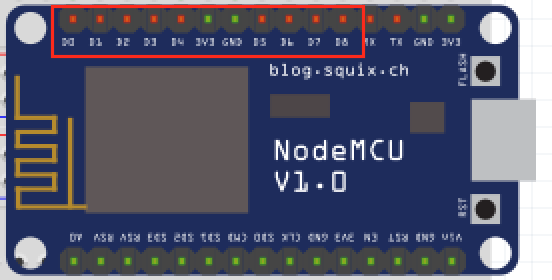 D0 D1 D2 D3 D4 3V3 GND D5 D6 D7 D8 RX TX GND 3V3
blog.squix.ch
FLASH
NodeMCU
V1.0
RST
A0 RSV RSV SD3 SD2 SD1 CMD SD0 CLK GND 3V3 EN RST GND VIN